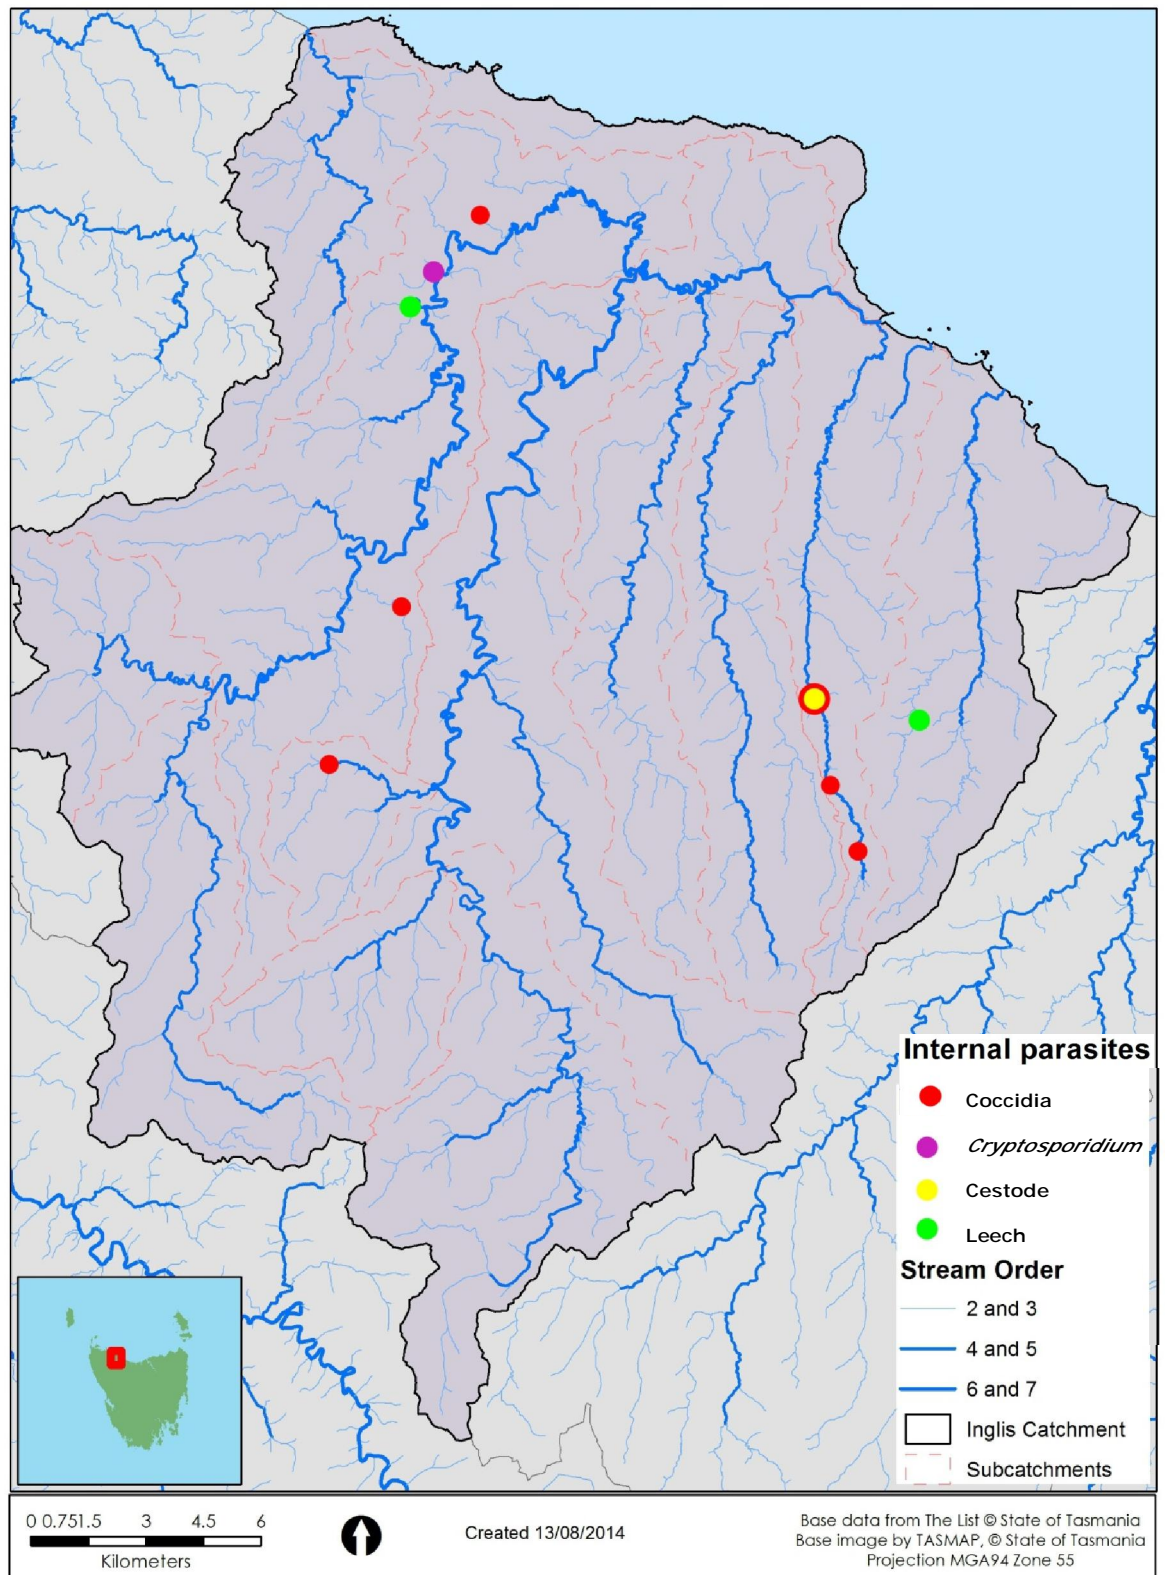 Internal parasites
Coccidia
Cryptosporidium
Cestode
Leech
Stream Order
2 and 3
4 and 5
6 and 7
Inglis Catchment
Subcatchments
0 0.751.5 3 4.5 6
Kilometers
Created 13/08/2014
Base data from The List © State of Tasmania
Base image by TASMAP, © State of Tasmania
Projection MGA94 Zone 55